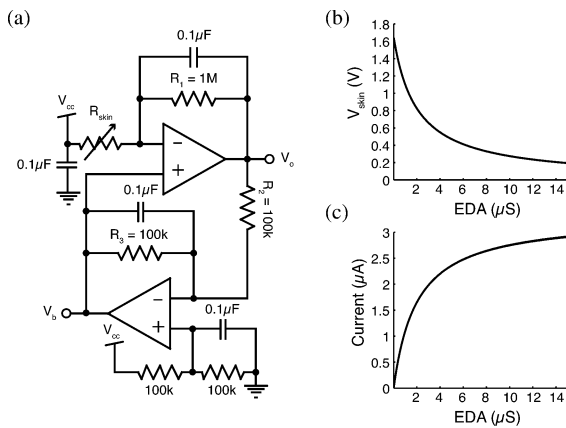 (a)
0.1µF
R1 = 1M
Vcc
Rskin
0.1µF
Vo
0.1µF
R2 = 100k
R3 = 100k
Vb
0.1µF
Vcc
100k
100k
(b)
Vskin (V)
1.8
1.6
1.4
1.2
1.0
0.8
0.6
0.4
0.2
2 4 6 8 10 12 14
EDA (µS)
(c)
Current (µA)
3
2.5
2
1.5
1
0.5
0
2 4 6 8 10 12 14
EDA (µS)